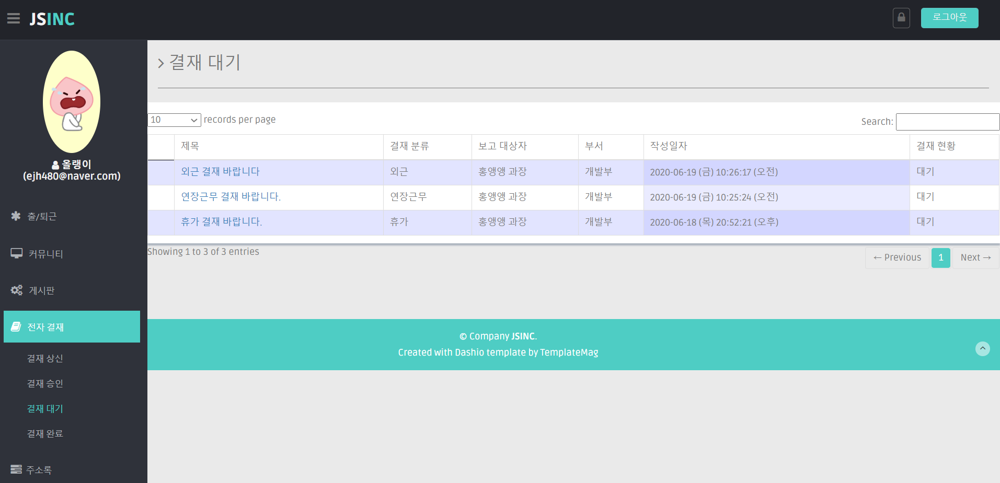 JSINC
로그아웃
올랭이
(ejh480@naver.com)
출/퇴근
커뮤니티
게시판
전자 결재
결재 상신
결재 승인
결재 대기
결재 완료
주소록
결재 대기
10 records per page
Search:
제목 결재 분류 보고 대상자 부서 작성일자 결재 현황
외근 결재 바랍니다 외근 홍앵앵 과장 개발부 2020-06-19 (금) 10:26:17 (오전) 대기
연장근무 결재 바랍니다. 연장근무 홍앵앵 과장 개발부 2020-06-19 (금) 10:25:24 (오전) 대기
휴가 결재 바랍니다. 휴가 홍앵앵 과장 개발부 2020-06-18 (목) 20:52:21 (오후) 대기
Showing 1 to 3 of 3 entries
← Previous 1 Next →
© Company JSINC.
Created with Dashio template by TemplateMag